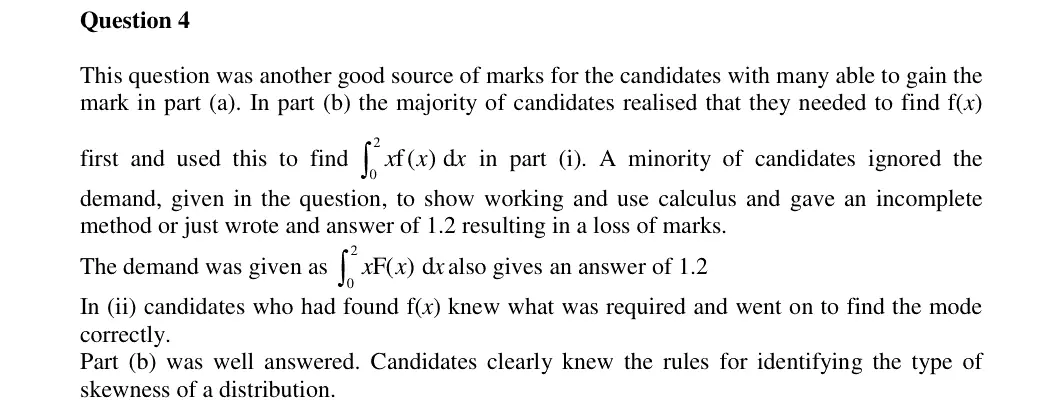 Question 4
This question was another good source of marks for the candidates with many able to gain the
mark in part (a). In part (b) the majority of candidates realised that they needed to find f(x)
first and used this to find ∫₀² xf(x) dx in part (i). A minority of candidates ignored the
demand, given in the question, to show working and use calculus and gave an incomplete
method or just wrote and answer of 1.2 resulting in a loss of marks.
The demand was given as ∫₀² xF(x) dx also gives an answer of 1.2
In (ii) candidates who had found f(x) knew what was required and went on to find the mode
correctly.
Part (b) was well answered. Candidates clearly knew the rules for identifying the type of
skewness of a distribution.